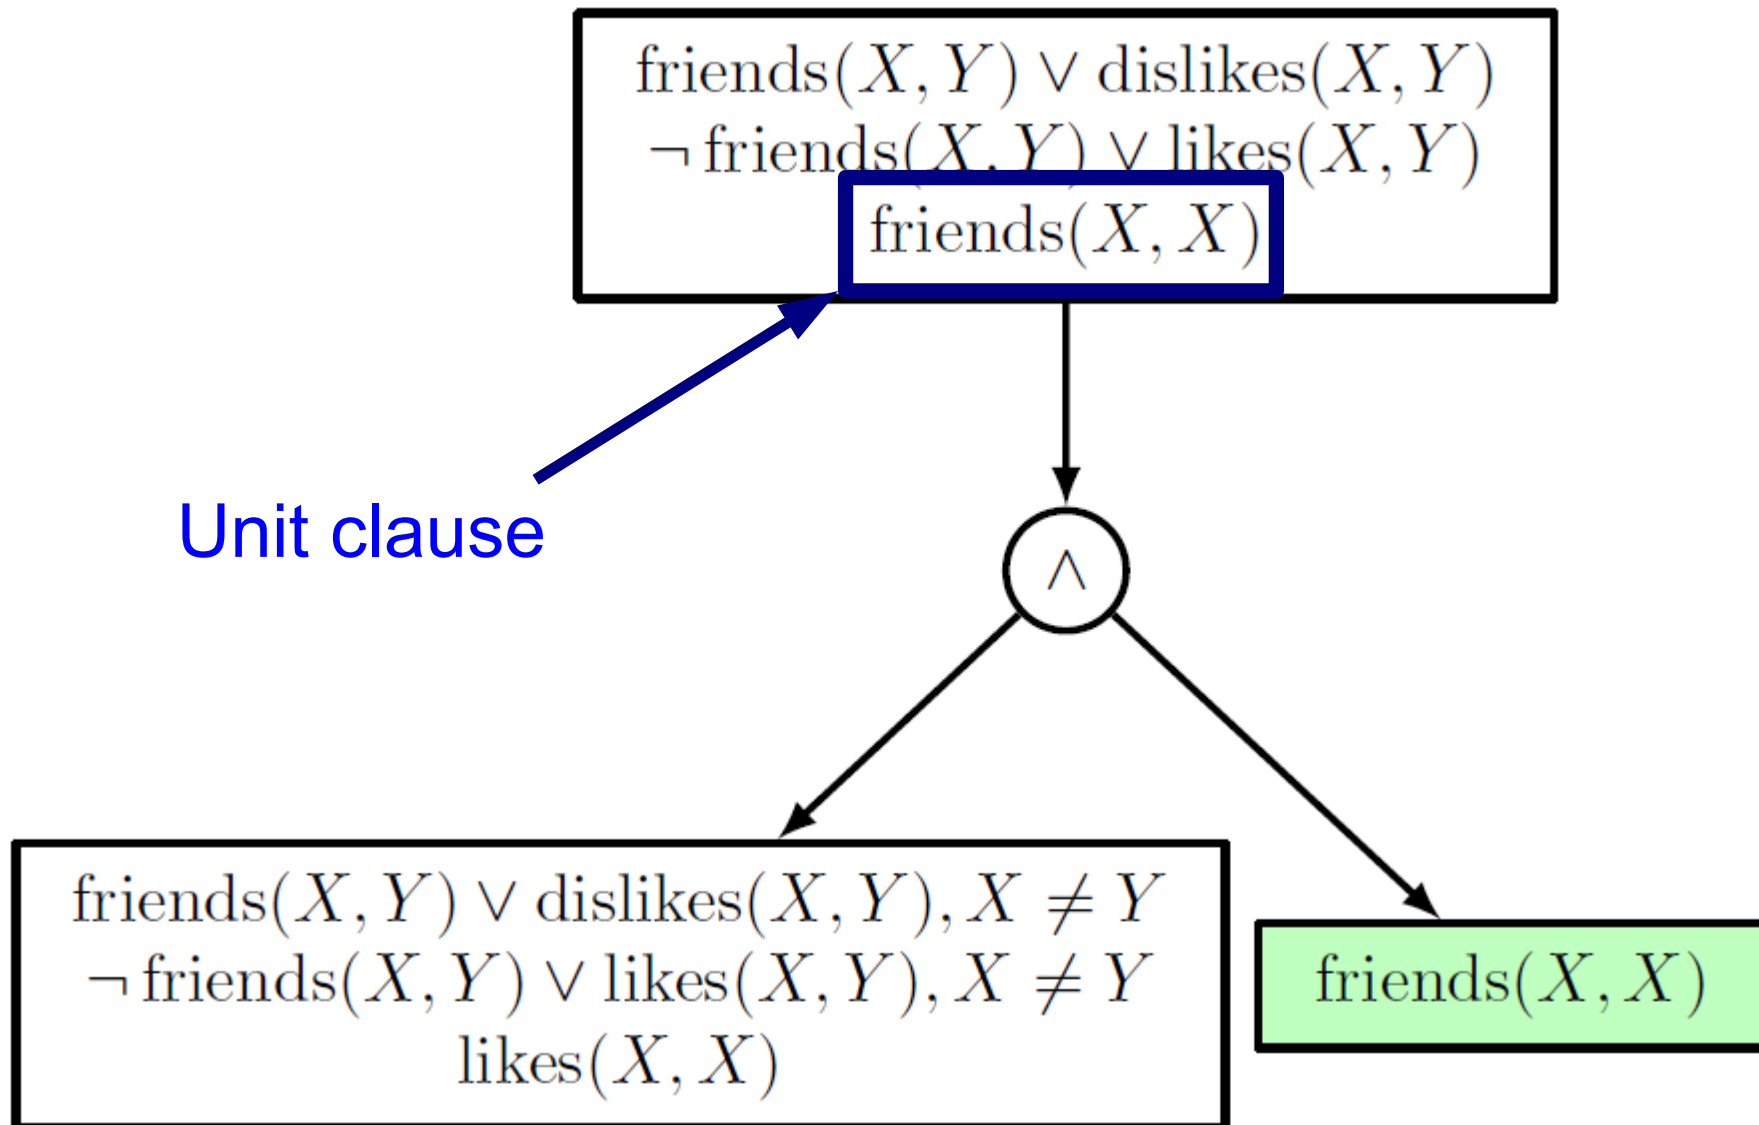 friends(X, Y) ∨ dislikes(X, Y)
¬ friends(X, Y) ∨ likes(X, Y)
friends(X, X)
Unit clause
∧
friends(X, Y) ∨ dislikes(X, Y), X ≠ Y
¬ friends(X, Y) ∨ likes(X, Y), X ≠ Y
likes(X, X)
friends(X, X)